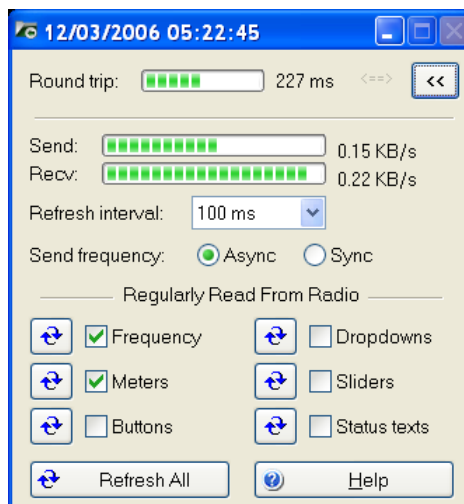 12/03/2006 05:22:45
Round trip: 227 ms <==> <<
Send: 0.15 KB/s
Recv: 0.22 KB/s
Refresh interval: 100 ms
Send frequency: Async Sync
Regularly Read From Radio
Frequency Dropdowns
Meters Sliders
Buttons Status texts
Refresh All Help